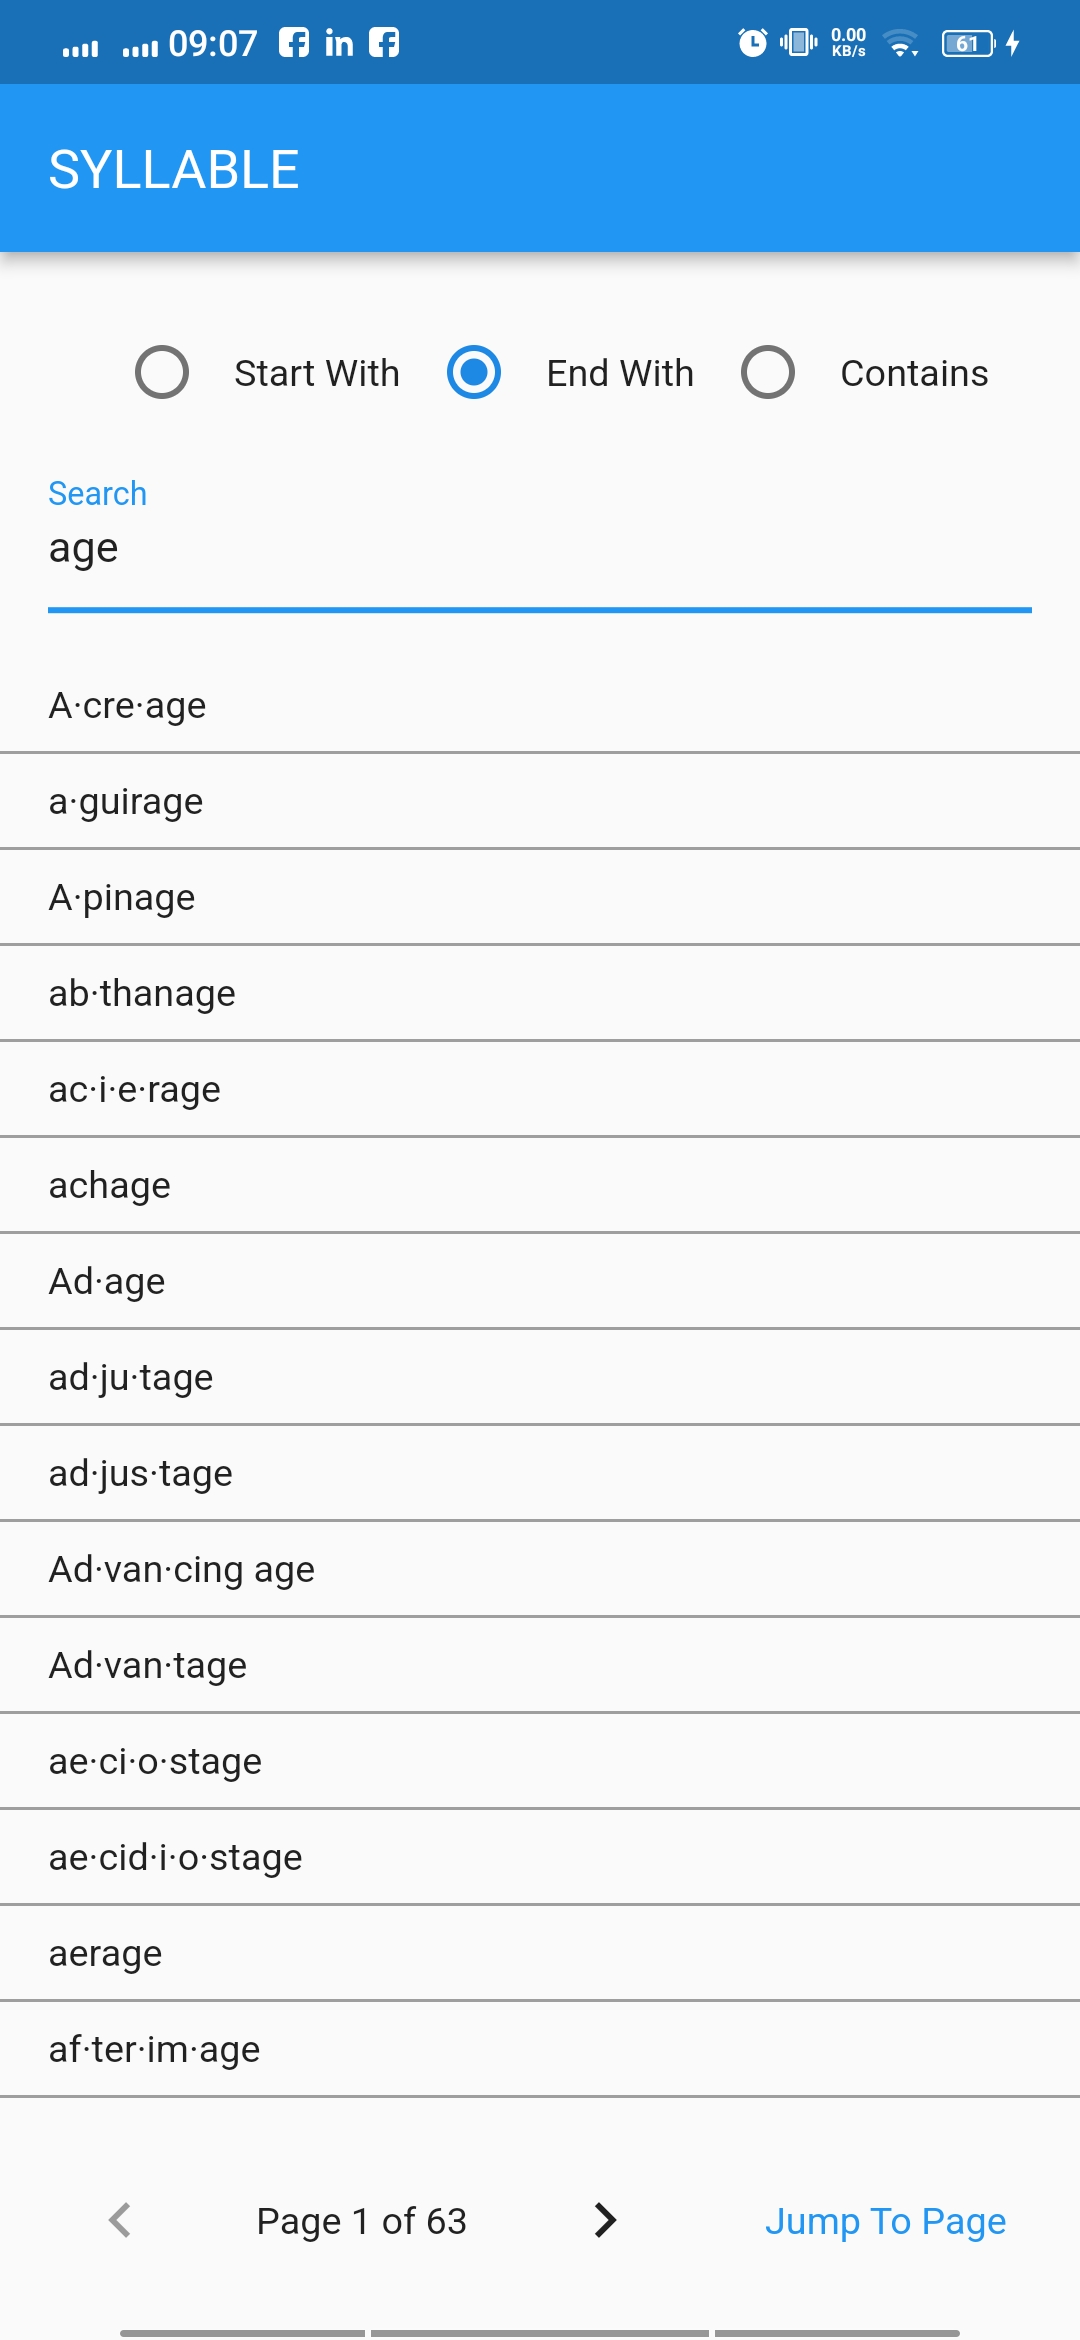 09:07 0.00 KB/s 61
SYLLABLE
Start With End With Contains
Search
age
A·cre·age
a·guirage
A·pinage
ab·thanage
ac·i·e·rage
achage
Ad·age
ad·ju·tage
ad·jus·tage
Ad·van·cing age
Ad·van·tage
ae·ci·o·stage
ae·cid·i·o·stage
aerage
af·ter·im·age
Page 1 of 63 Jump To Page